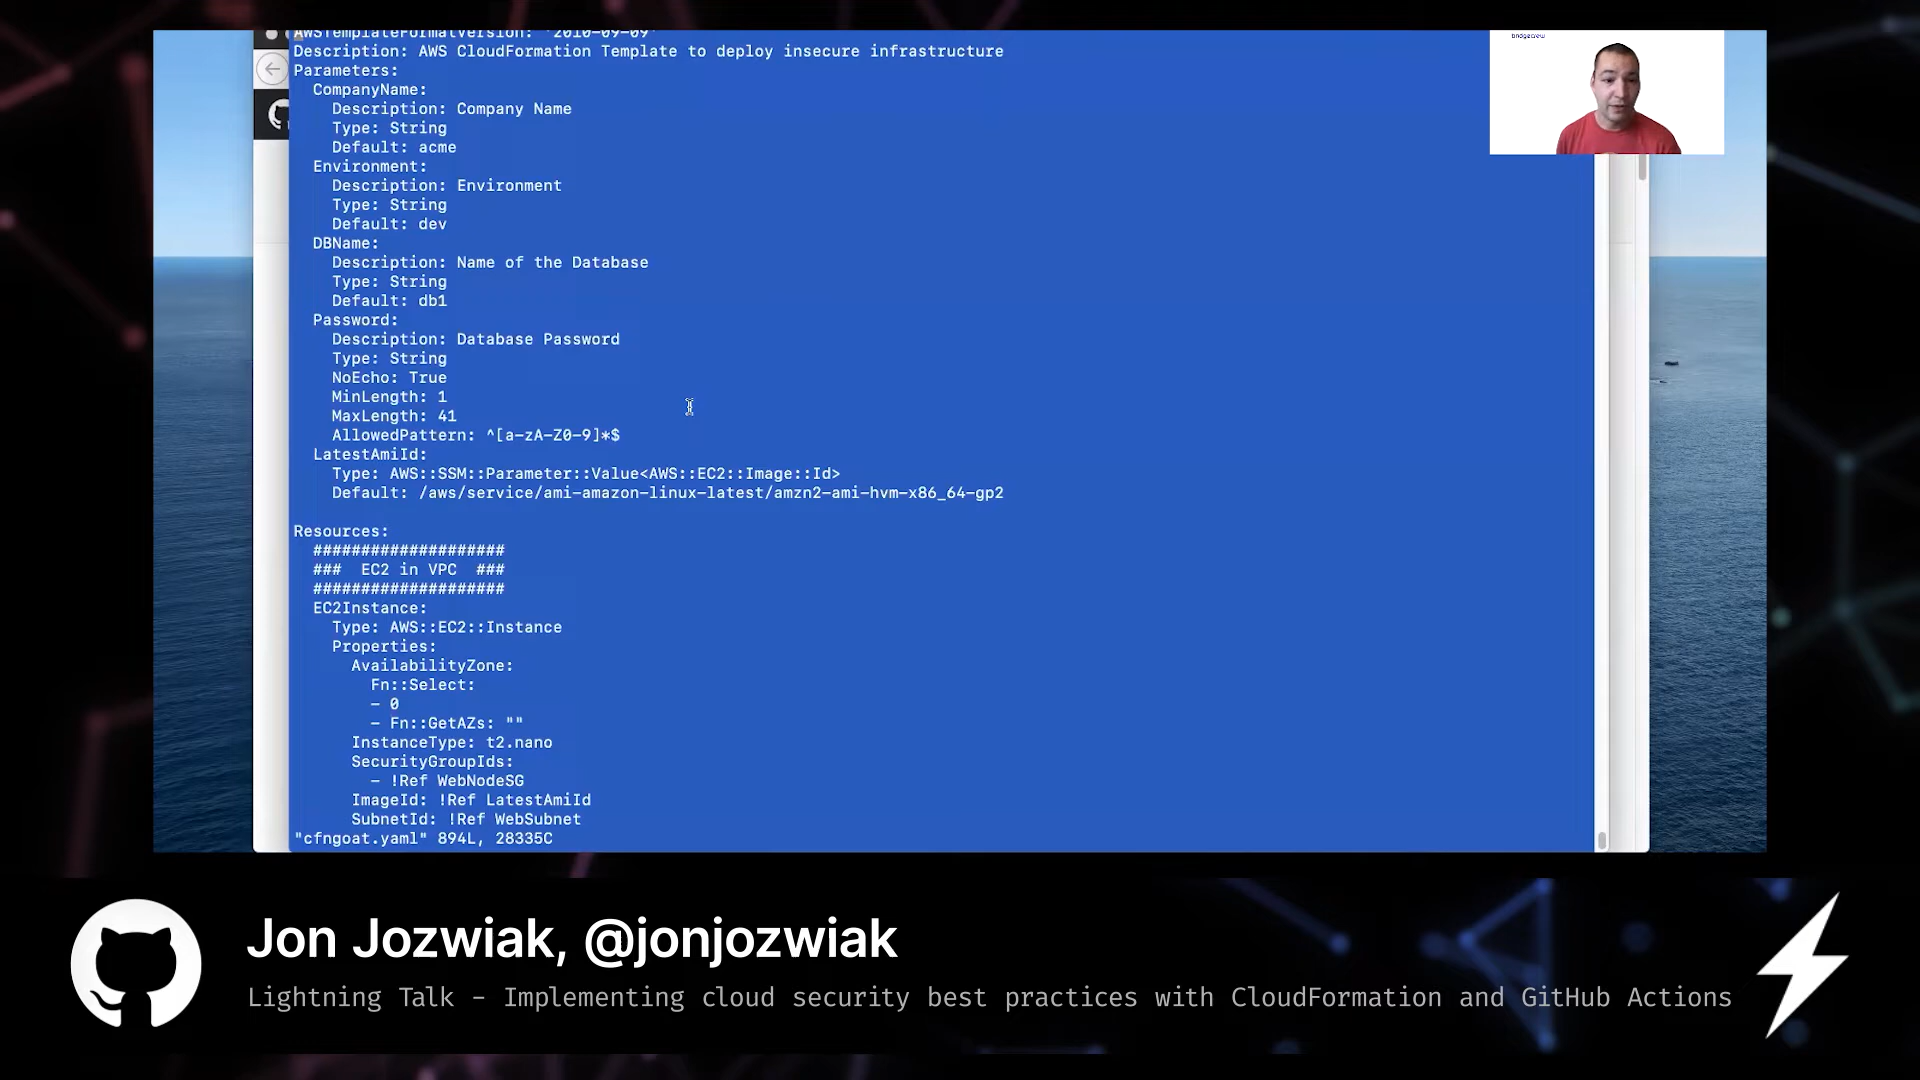 AWSTemplateFormatVersion: '2010-09-09'
Description: AWS CloudFormation Template to deploy insecure infrastructure
Parameters:
  CompanyName:
    Description: Company Name
    Type: String
    Default: acme
  Environment:
    Description: Environment
    Type: String
    Default: dev
  DBName:
    Description: Name of the Database
    Type: String
    Default: db1
  Password:
    Description: Database Password
    Type: String
    NoEcho: True
    MinLength: 1
    MaxLength: 41
    AllowedPattern: ^[a-zA-Z0-9]*$
  LatestAmiId:
    Type: AWS::SSM::Parameter::Value<AWS::EC2::Image::Id>
    Default: /aws/service/ami-amazon-linux-latest/amzn2-ami-hvm-x86_64-gp2
Resources:
  ####################
  ###  EC2 in VPC  ###
  ####################
  EC2Instance:
    Type: AWS::EC2::Instance
    Properties:
      AvailabilityZone:
        Fn::Select:
        - 0
        - Fn::GetAZs: ""
      InstanceType: t2.nano
      SecurityGroupIds:
        - !Ref WebNodeSG
      ImageId: !Ref LatestAmiId
      SubnetId: !Ref WebSubnet
"cfngoat.yaml" 894L, 28335C
bridgecrew
Jon Jozwiak, @jonjozwiak
Lightning Talk - Implementing cloud security best practices with CloudFormation and GitHub Actions